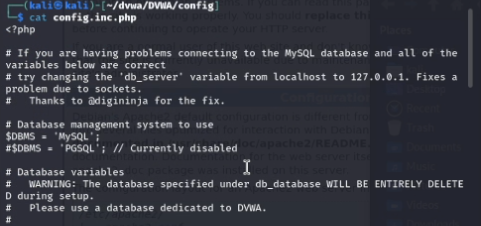 (kali㉿kali)-[~/dvwa/DVWA/config]
$ cat config.inc.php
<?php

# If you are having problems connecting to the MySQL database and all of the
variables below are correct
# try changing the 'db_server' variable from localhost to 127.0.0.1. Fixes a
problem due to sockets.
#   Thanks to @digininja for the fix.

# Database management system to use
$DBMS = 'MySQL';
#$DBMS = 'PGSQL'; // Currently disabled

# Database variables
#   WARNING: The database specified under db_database WILL BE ENTIRELY DELETE
D during setup.
#   Please use a database dedicated to DVWA.
#